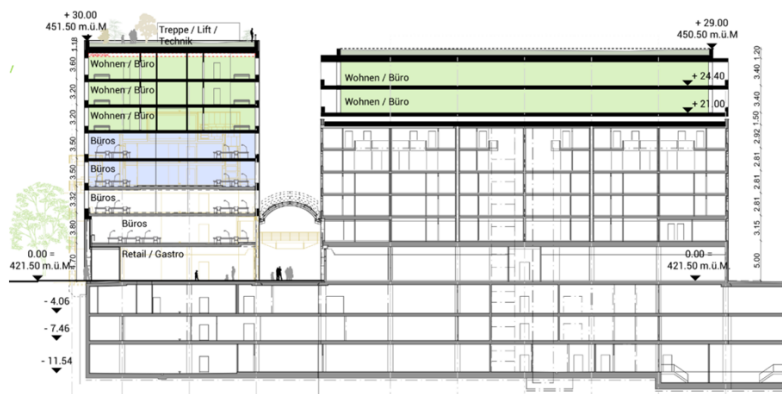 + 30.00
451.50 m.ü.M
Treppe / Lift /
Technik
+ 29.00
450.50 m.ü.M
1.18
3.60
3.20
3.20
3.50
3.50
3.32
3.80
4.70
Wohnen / Büro
Wohnen / Büro
Wohnen / Büro
Büros
Büros
Büros
Büros
Retail / Gastro
Wohnen / Büro
+ 24.40
Wohnen / Büro
+ 21.00
1.20
3.40
3.40
1.50
2.92
2.81
2.81
2.81
3.15
5.00
0.00 =
421.50 m.ü.M
0.00 =
421.50 m.ü.M
- 4.06
- 7.46
- 11.54